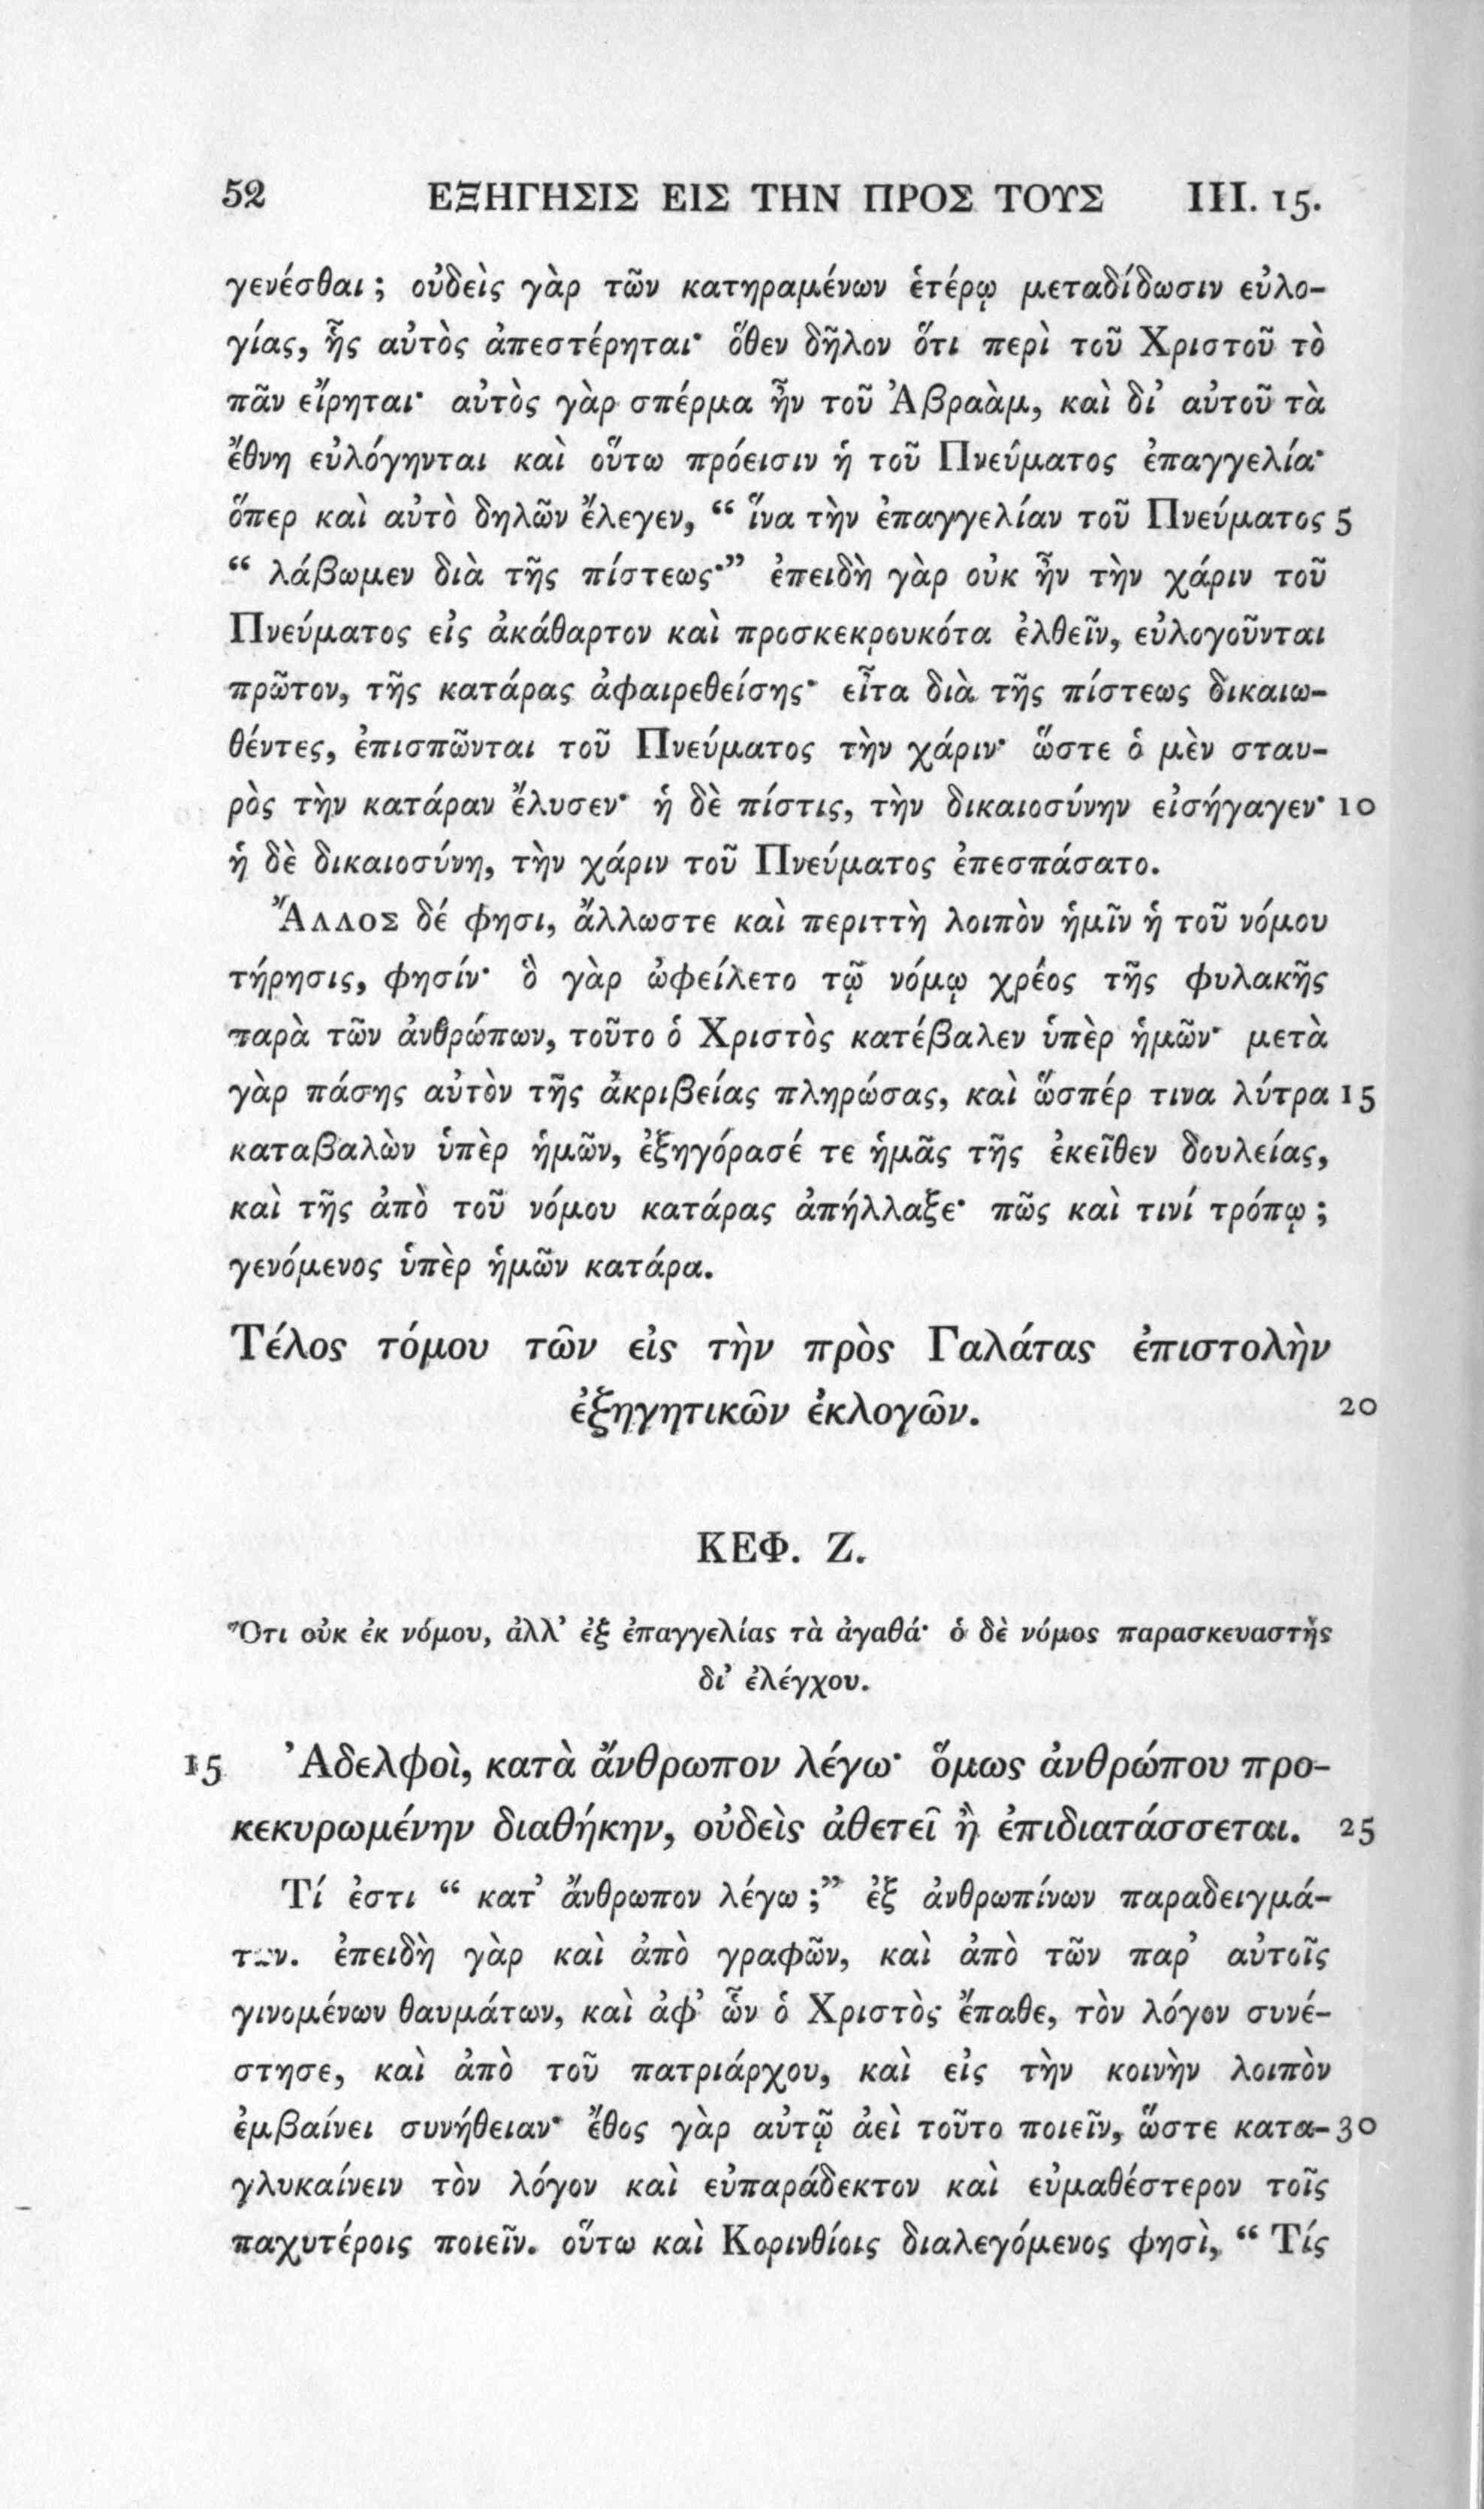 52 ΕΞΗΓΗΣΙΣ ΕΙΣ ΤΗΝ ΠΡΟΣ ΤΟΥΣ III. 15.
γενέσθαι ; οὐδεὶς γὰρ τῶν κατηραμένων ἑτέρῳ μεταδίδωσιν εὐλο-
γίας, ἧς αὐτὸς ἀπεστέρηται· ὅθεν δῆλον ὅτι περὶ τοῦ Χριστοῦ τὸ
πᾶν εἴρηται· αὐτὸς γὰρ σπέρμα ἦν τοῦ Ἀβραὰμ, καὶ δι’ αὐτοῦ τὰ
ἔθνη εὐλόγηνται καὶ οὕτω πρόεισιν ἡ τοῦ Πνεύματος ἐπαγγελία·
ὅπερ καὶ αὐτὸ δηλῶν ἔλεγεν, “ ἵνα τὴν ἐπαγγελίαν τοῦ Πνεύματος 5
“ λάβωμεν διὰ τῆς πίστεως·” ἐπειδὴ γὰρ οὐκ ἦν τὴν χάριν τοῦ
Πνεύματος εἰς ἀκάθαρτον καὶ προσκεκρουκότα ἐλθεῖν, εὐλογοῦνται
πρῶτον, τῆς κατάρας ἀφαιρεθείσης· εἶτα διὰ τῆς πίστεως δικαιω-
θέντες, ἐπισπῶνται τοῦ Πνεύματος τὴν χάριν· ὥστε ὁ μὲν σταυ-
ρὸς τὴν κατάραν ἔλυσεν· ἡ δὲ πίστις, τὴν δικαιοσύνην εἰσήγαγεν· 10
ἡ δὲ δικαιοσύνη, τὴν χάριν τοῦ Πνεύματος ἐπεσπάσατο.
Ἄλλος δέ φησι, ἄλλωστε καὶ περιττὴ λοιπὸν ἡμῖν ἡ τοῦ νόμου
τήρησις, φησίν· ὃ γὰρ ὠφείλετο τῷ νόμῳ χρέος τῆς φυλακῆς
παρὰ τῶν ἀνθρώπων, τοῦτο ὁ Χριστὸς κατέβαλεν ὑπὲρ ἡμῶν· μετὰ
γὰρ πάσης αὐτὸν τῆς ἀκριβείας πληρώσας, καὶ ὥσπέρ τινα λύτρα 15
καταβαλὼν ὑπὲρ ἡμῶν, ἐξηγόρασέ τε ἡμᾶς τῆς ἐκεῖθεν δουλείας,
καὶ τῆς ἀπὸ τοῦ νόμου κατάρας ἀπήλλαξε· πῶς καὶ τινί τρόπῳ ;
γενόμενος ὑπὲρ ἡμῶν κατάρα.
Τέλος τόμου τῶν εἰς τὴν πρὸς Γαλάτας ἐπιστολὴν
ἐξηγητικῶν ἐκλογῶν. 20
ΚΕΦ. Ζ.
Ὅτι οὐκ ἐκ νόμου, ἀλλ’ ἐξ ἐπαγγελίας τὰ ἀγαθά· ὁ δὲ νόμος παρασκευαστὴς
δι’ ἐλέγχου.
15 Ἀδελφοὶ, κατὰ ἄνθρωπον λέγω· ὅμως ἀνθρώπου προ-
κεκυρωμένην διαθήκην, οὐδεὶς ἀθετεῖ ἢ ἐπιδιατάσσεται. 25
Τί ἐστι “ κατ’ ἄνθρωπον λέγω ;” ἐξ ἀνθρωπίνων παραδειγμά-
των. ἐπειδὴ γὰρ καὶ ἀπὸ γραφῶν, καὶ ἀπὸ τῶν παρ’ αὐτοῖς
γινομένων θαυμάτων, καὶ ἀφ’ ὧν ὁ Χριστὸς ἔπαθε, τὸν λόγον συνέ-
στησε, καὶ ἀπὸ τοῦ πατριάρχου, καὶ εἰς τὴν κοινὴν λοιπὸν
ἐμβαίνει συνήθειαν· ἔθος γὰρ αὐτῷ ἀεὶ τοῦτο ποιεῖν, ὥστε κατα- 30
γλυκαίνειν τὸν λόγον καὶ εὐπαράδεκτον καὶ εὐμαθέστερον τοῖς
παχυτέροις ποιεῖν. οὕτω καὶ Κορινθίοις διαλεγόμενος φησὶ, “ Τίς